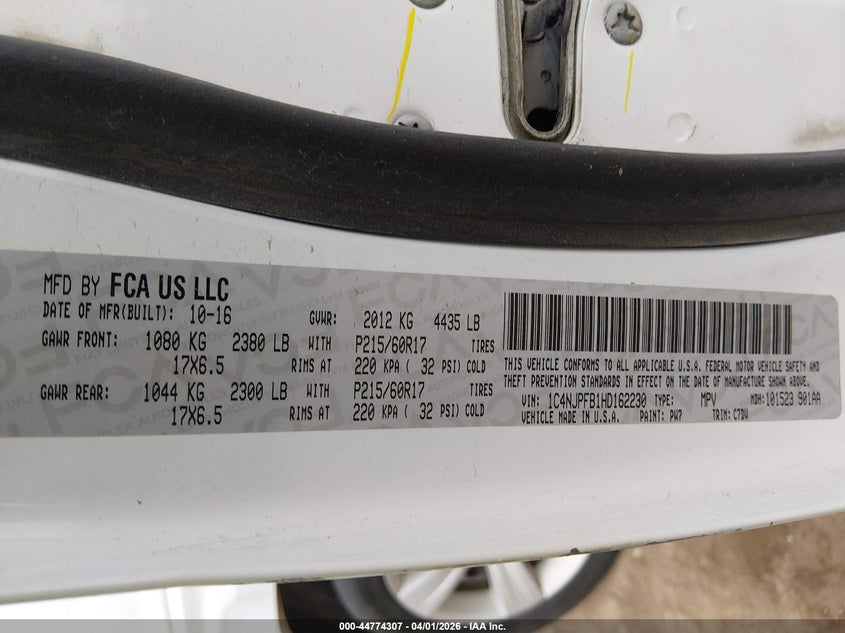 MFD BY FCA US LLC
DATE OF MFR(BUILT): 10-16 GVWR: 2012 KG 4435 LB
GAWR FRONT: 1080 KG 2380 LB WITH P215/60R17 TIRES
17X6.5 RIMS AT 220 KPA ( 32 PSI) COLD
GAWR REAR: 1044 KG 2300 LB WITH P215/60R17 TIRES
17X6.5 RIMS AT 220 KPA ( 32 PSI) COLD
THIS VEHICLE CONFORMS TO ALL APPLICABLE U.S.A. FEDERAL MOTOR VEHICLE SAFETY AND
THEFT PREVENTION STANDARDS IN EFFECT ON THE DATE OF MANUFACTURE SHOWN ABOVE.
VIN: 1C4NJPFB1HD162230 TYPE: MPV MDH:101523 901AA
VEHICLE MADE IN U.S.A. PAINT: PW7 TRIM: C7DV
000-44774307 - 04/01/2026 - IAA Inc.